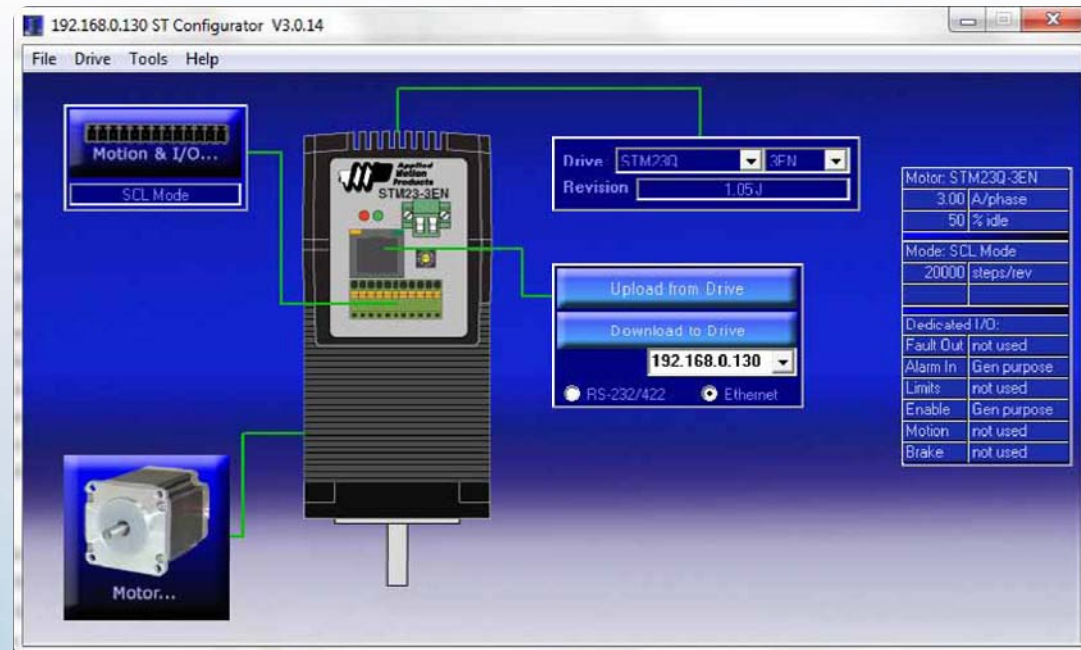 192.168.0.130 ST Configurator V3.0.14
File Drive Tools Help
Motion & I/O...
SCL Mode
Applied
Motion
Products
STM23-3EN
Drive STM23Q 3EN
Revision 1.05J
Upload from Drive
Download to Drive
192.168.0.130
RS-232/422 Ethernet
Motor: STM23Q-3EN
3.00 A/phase
50 % idle
Mode: SCL Mode
20000 steps/rev
Dedicated I/O:
Fault Out not used
Alarm In Gen purpose
Limits not used
Enable Gen purpose
Motion not used
Brake not used
Motor...